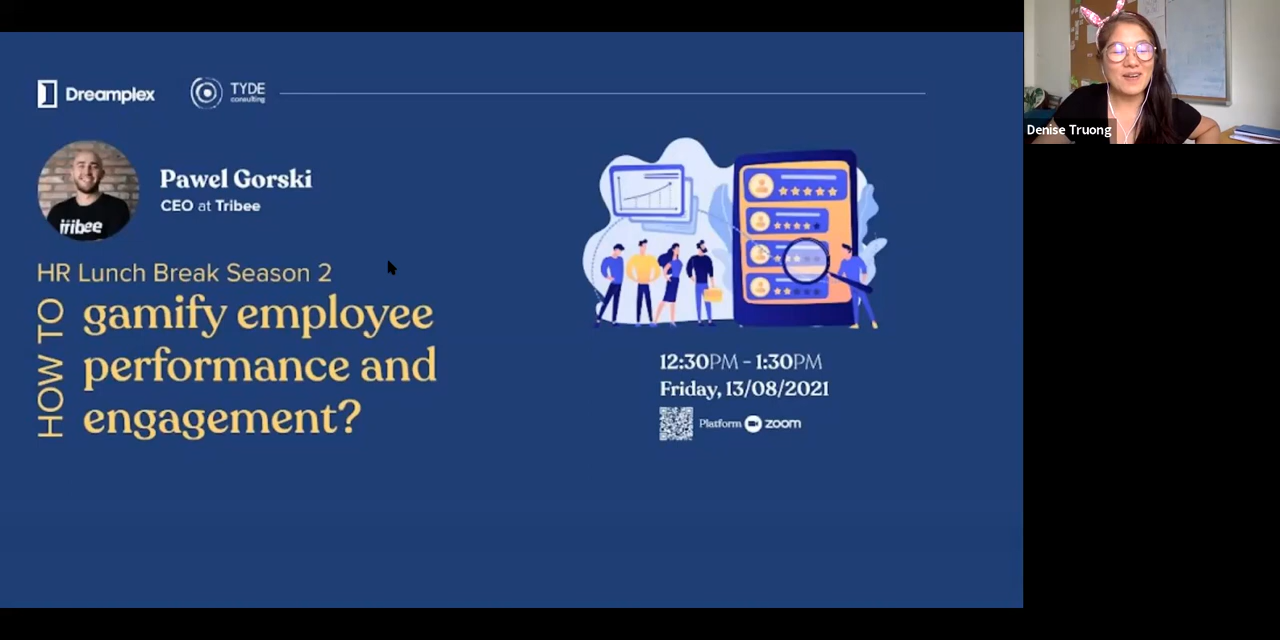 Dreamplex
TYDE
consulting
Pawel Gorski
CEO at Tribee
tribee
HR Lunch Break Season 2
HOW TO
gamify employee
performance and
engagement?
12:30PM - 1:30PM
Friday, 13/08/2021
Platform zoom
Denise Truong